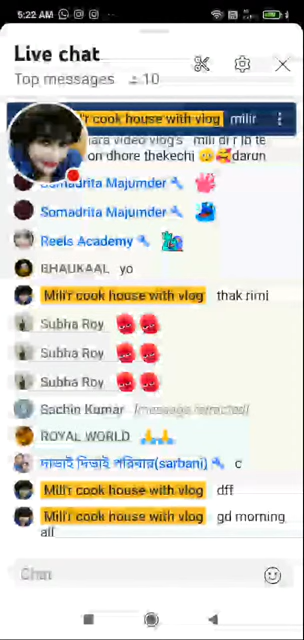 5:22 AM
Live chat
Top messages 10
cook house with vlog milir
video vlog's mili di r jb te
on dhore thekechi darun
Somadrita Majumder
Somadrita Majumder
Reels Academy
BHAUKAAL yo
Mili'r cook house with vlog thak rimi
Subha Roy
Subha Roy
Subha Roy
Sachin Kumar [message retracted]
ROYAL WORLD
দাভাই দিভাই পরিবার(sarbani) c
Mili'r cook house with vlog dff
Mili'r cook house with vlog gd morning
all
Chat